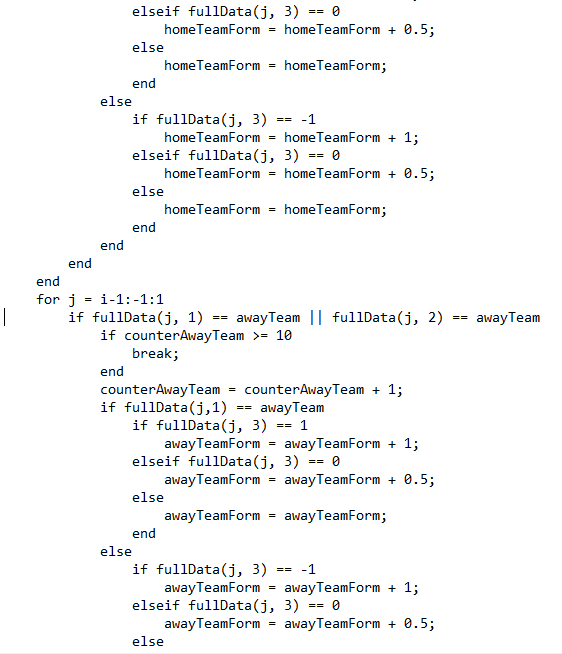 elseif fullData(j, 3) == 0
homeTeamForm = homeTeamForm + 0.5;
else
homeTeamForm = homeTeamForm;
end
else
if fullData(j, 3) == -1
homeTeamForm = homeTeamForm + 1;
elseif fullData(j, 3) == 0
homeTeamForm = homeTeamForm + 0.5;
else
homeTeamForm = homeTeamForm;
end
end
end
end
for j = i-1:-1:1
if fullData(j, 1) == awayTeam || fullData(j, 2) == awayTeam
if counterAwayTeam >= 10
break;
end
counterAwayTeam = counterAwayTeam + 1;
if fullData(j,1) == awayTeam
if fullData(j, 3) == 1
awayTeamForm = awayTeamForm + 1;
elseif fullData(j, 3) == 0
awayTeamForm = awayTeamForm + 0.5;
else
awayTeamForm = awayTeamForm;
end
else
if fullData(j, 3) == -1
awayTeamForm = awayTeamForm + 1;
elseif fullData(j, 3) == 0
awayTeamForm = awayTeamForm + 0.5;
else